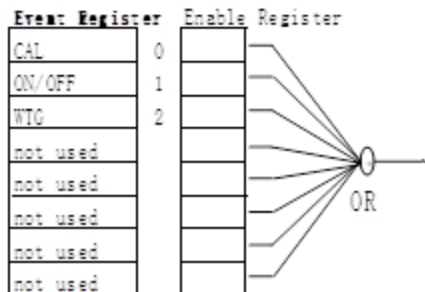 Event Register Enable Register
CAL 0
ON/OFF 1
WTG 2
not used
not used
not used
not used
not used
OR